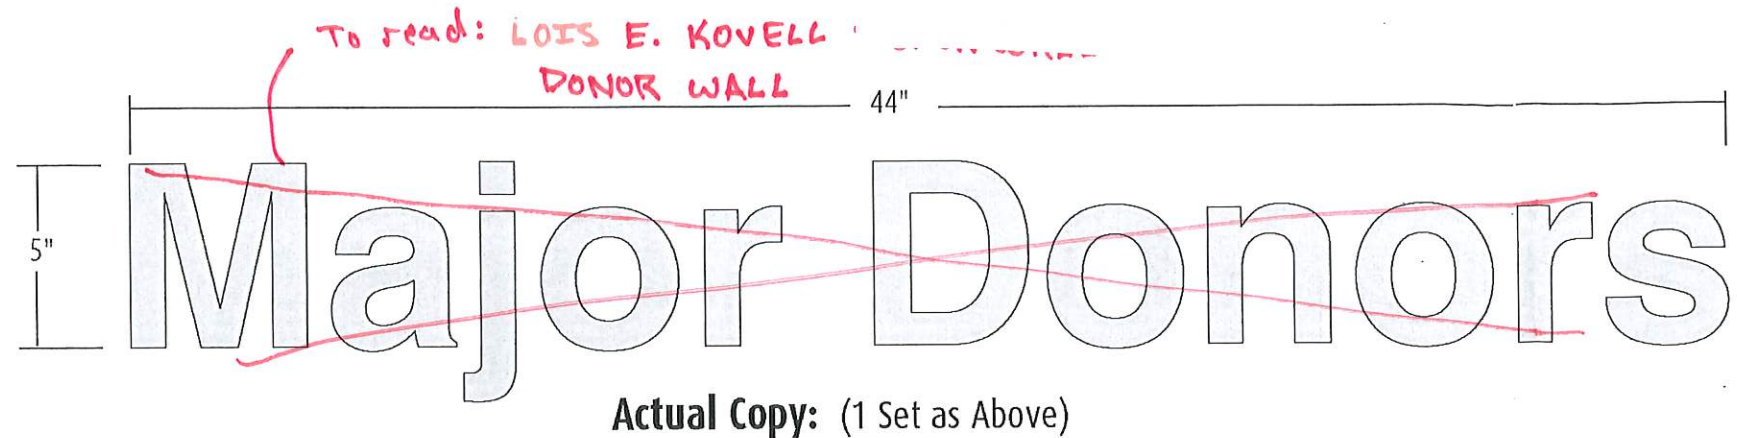 To read: LOIS E. KOVELL
DONOR WALL
44"
5"
Major Donors
Actual Copy: (1 Set as Above)